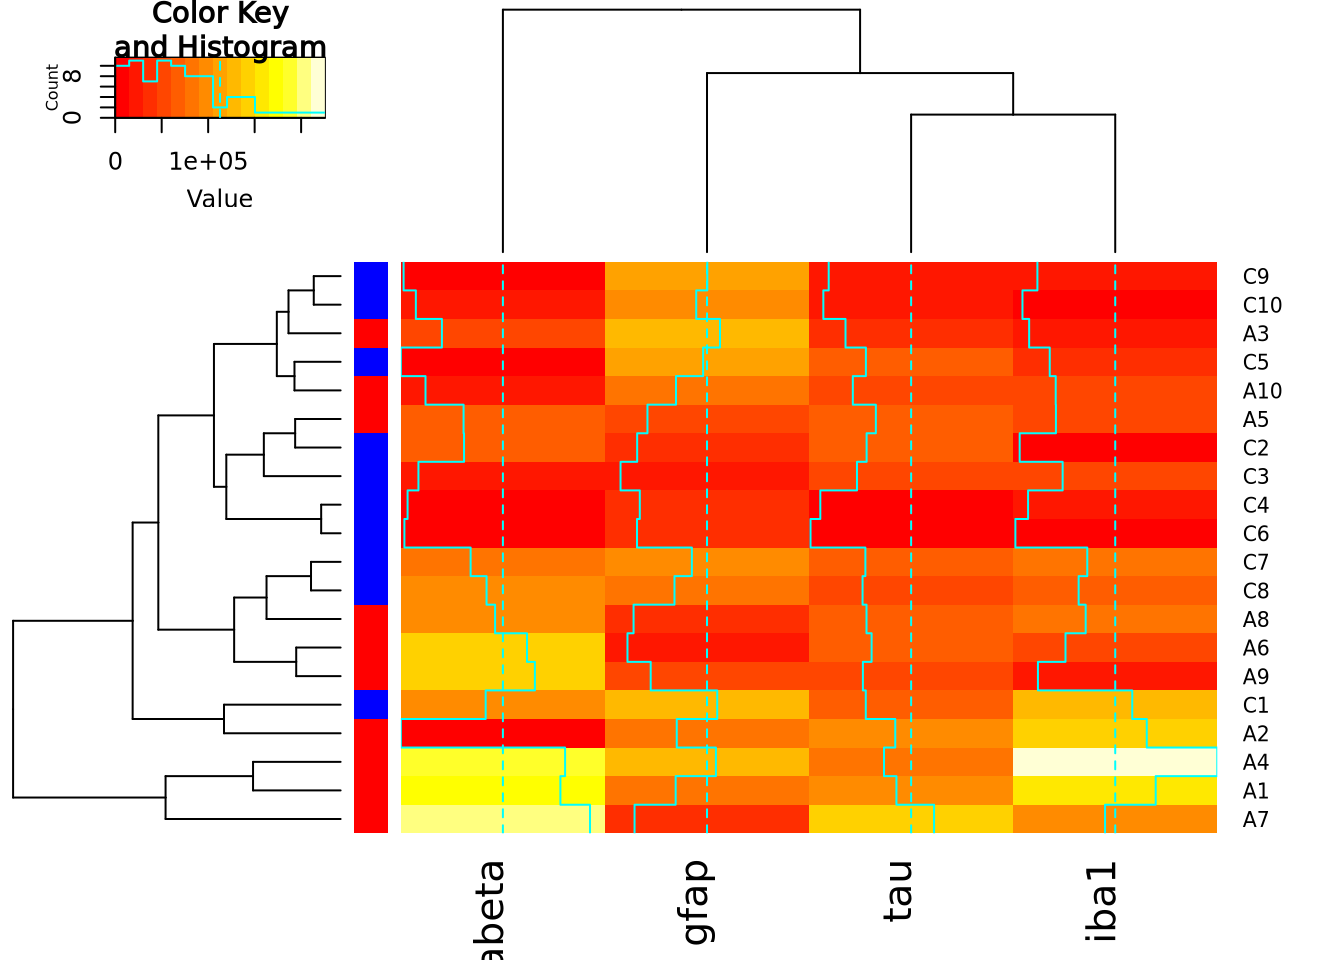 Color Key
and Histogram
Count
0 8
0 1e+05
Value
C9
C10
A3
C5
A10
A5
C2
C3
C4
C6
C7
C8
A8
A6
A9
C1
A2
A4
A1
A7
abeta gfap tau iba1